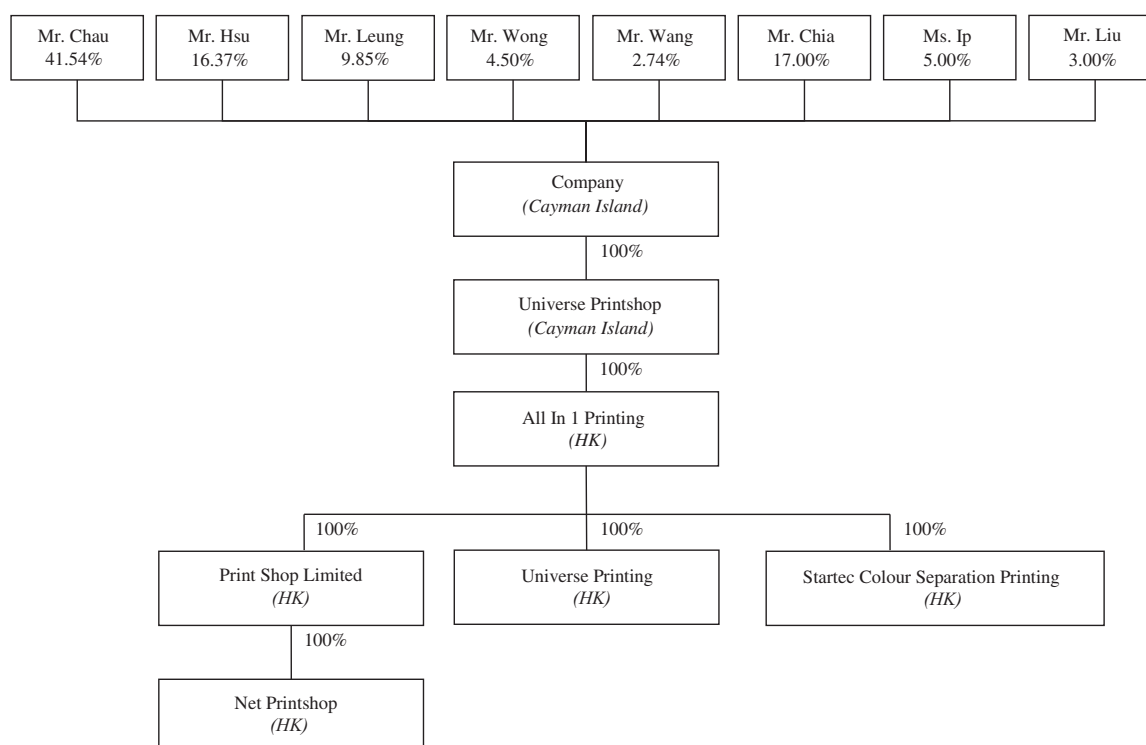 Mr. Chau
41.54%
Mr. Hsu
16.37%
Mr. Leung
9.85%
Mr. Wong
4.50%
Mr. Wang
2.74%
Mr. Chia
17.00%
Ms. Ip
5.00%
Mr. Liu
3.00%
Company
(Cayman Island)
100%
Universe Printshop
(Cayman Island)
100%
All In 1 Printing
(HK)
100%
100%
100%
Print Shop Limited
(HK)
Universe Printing
(HK)
Startec Colour Separation Printing
(HK)
100%
Net Printshop
(HK)